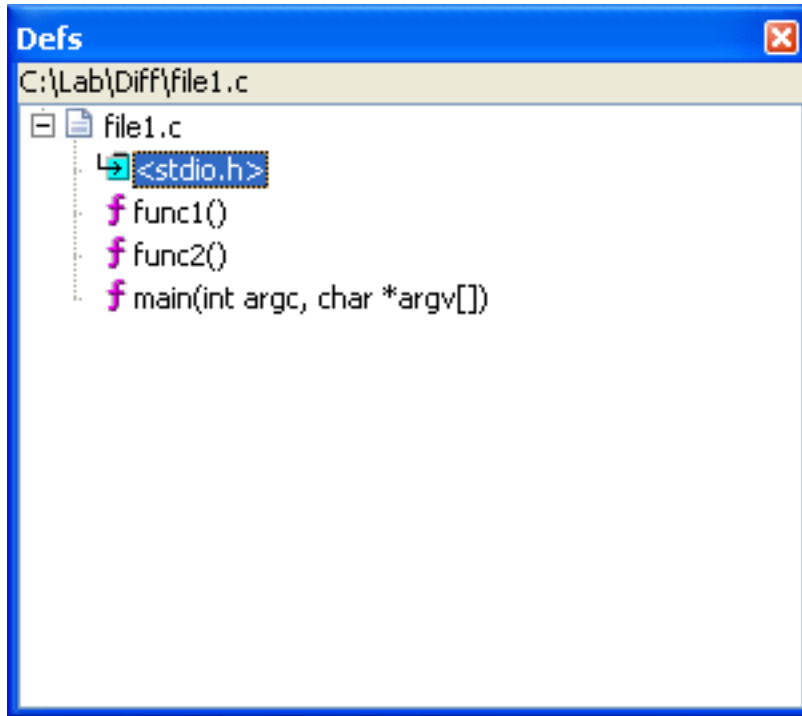 Defs
C:\Lab\Diff\file1.c
file1.c
<stdio.h>
func1()
func2()
main(int argc, char *argv[])